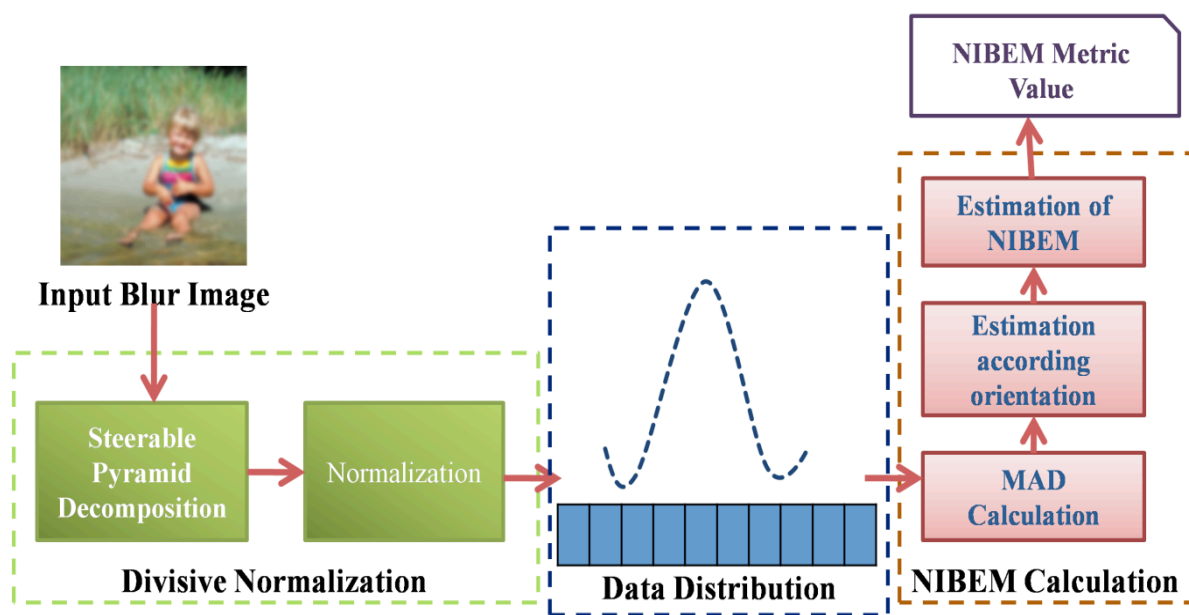 Input Blur Image
Steerable
Pyramid
Decomposition
Normalization
Divisive Normalization
Data Distribution
MAD
Calculation
Estimation
according
orientation
Estimation of
NIBEM
NIBEM Calculation
NIBEM Metric
Value